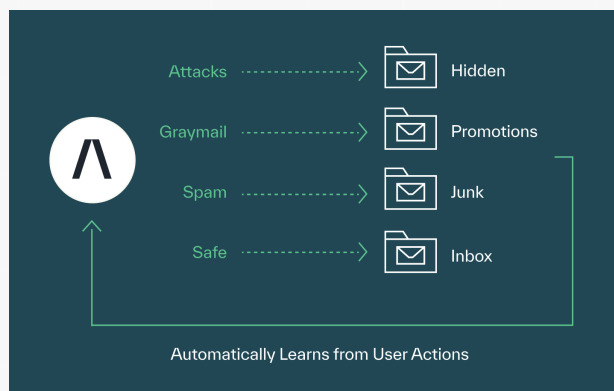 Attacks Hidden
Graymail Promotions
Spam Junk
Safe Inbox
Automatically Learns from User Actions